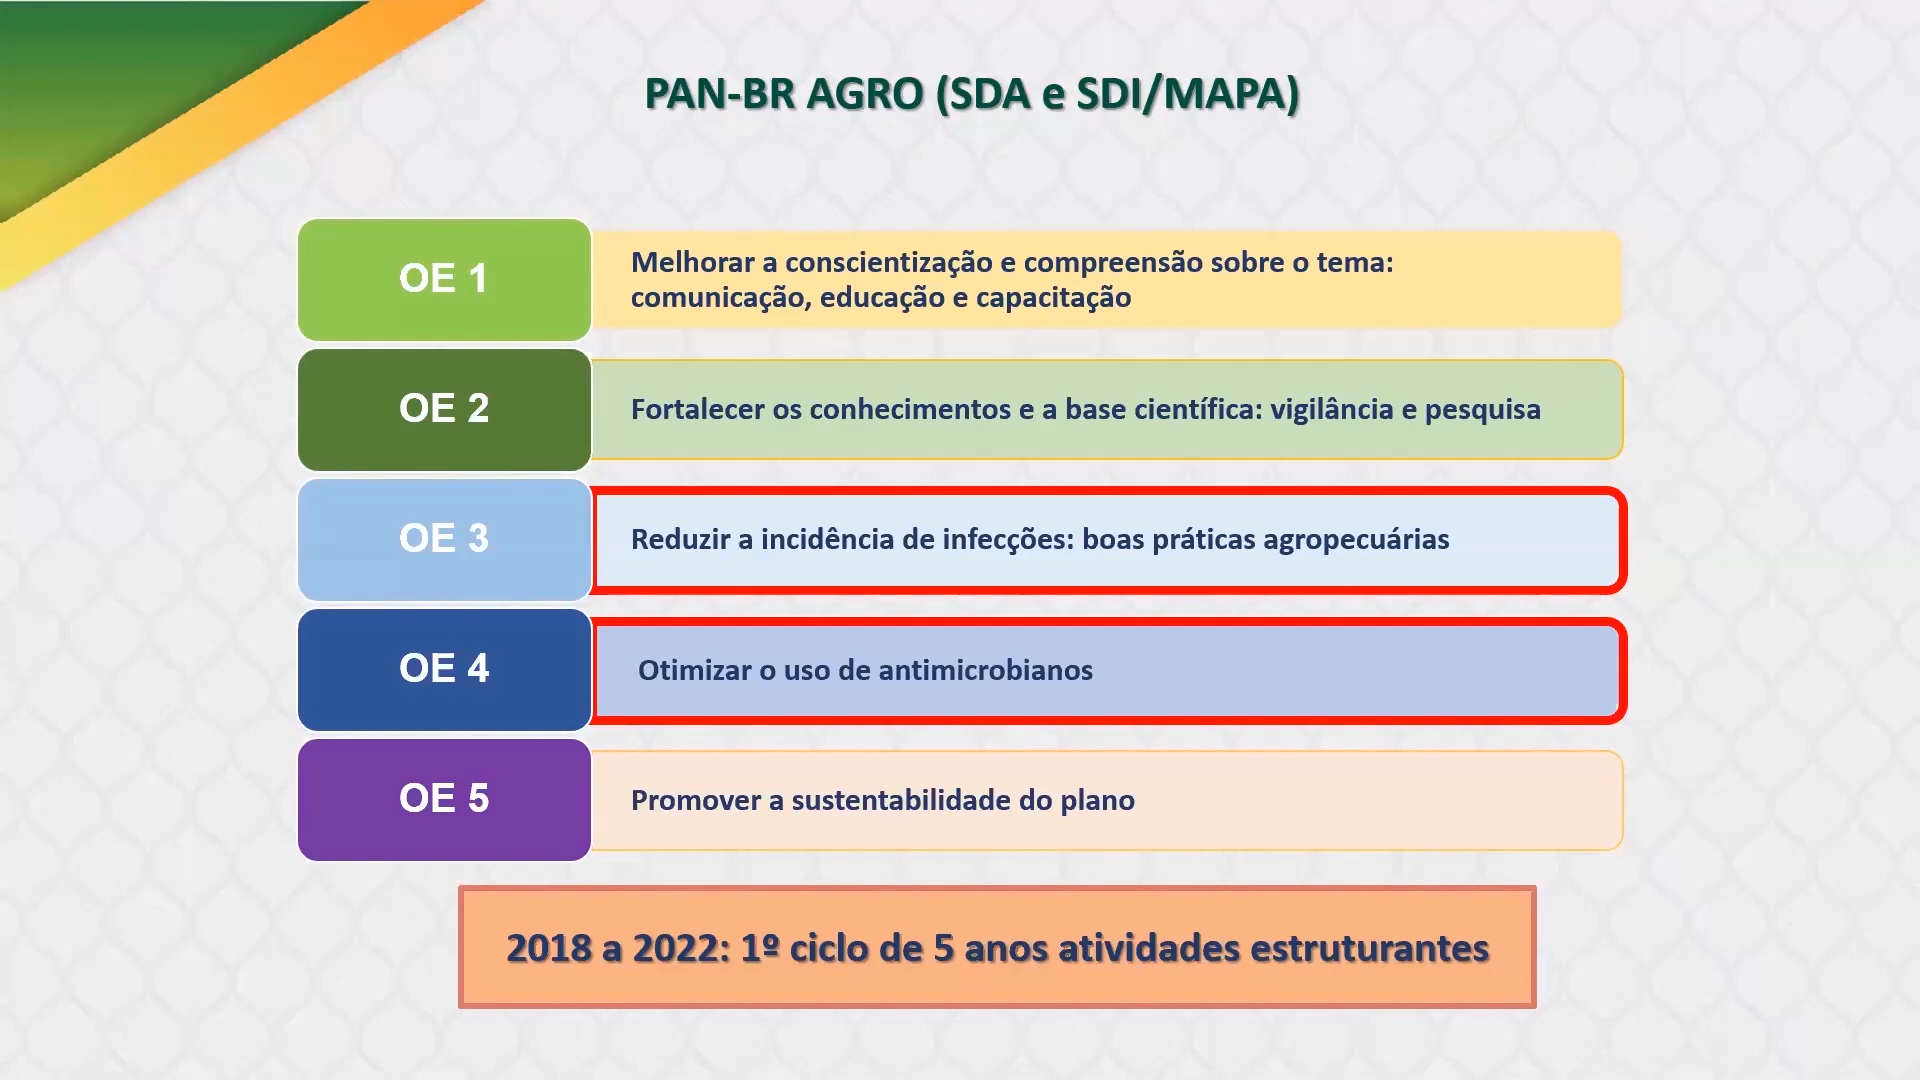 PAN-BR AGRO (SDA e SDI/MAPA)
OE 1
Melhorar a conscientização e compreensão sobre o tema:
comunicação, educação e capacitação
OE 2
Fortalecer os conhecimentos e a base científica: vigilância e pesquisa
OE 3
Reduzir a incidência de infecções: boas práticas agropecuárias
OE 4
Otimizar o uso de antimicrobianos
OE 5
Promover a sustentabilidade do plano
2018 a 2022: 1º ciclo de 5 anos atividades estruturantes